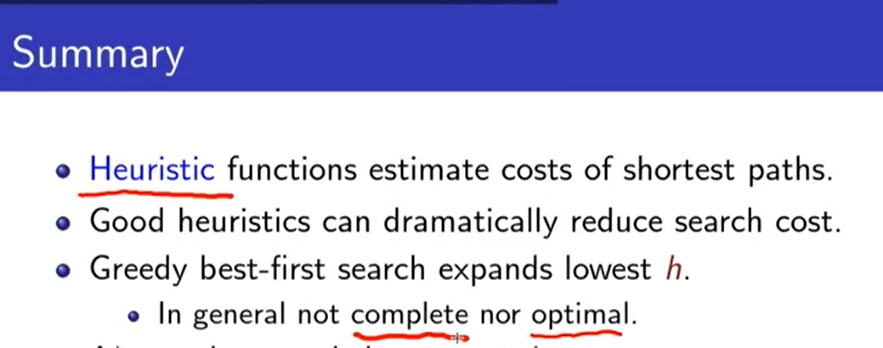 Summary
Heuristic functions estimate costs of shortest paths.
Good heuristics can dramatically reduce search cost.
Greedy best-first search expands lowest h.
In general not complete nor optimal.